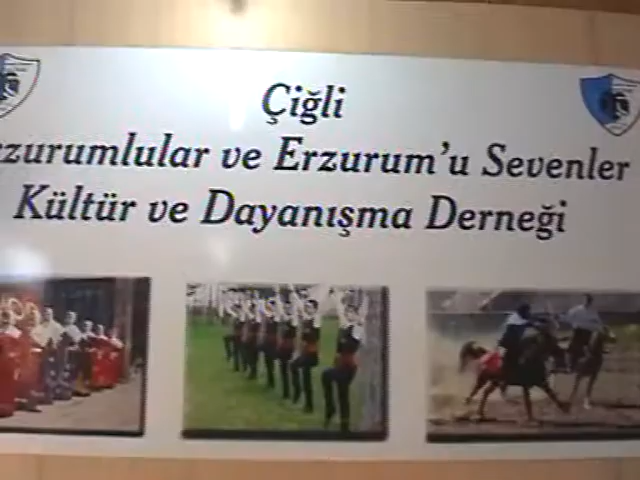 Çiğli
rzurumlular ve Erzurum'u Sevenler
Kültür ve Dayanışma Derneği